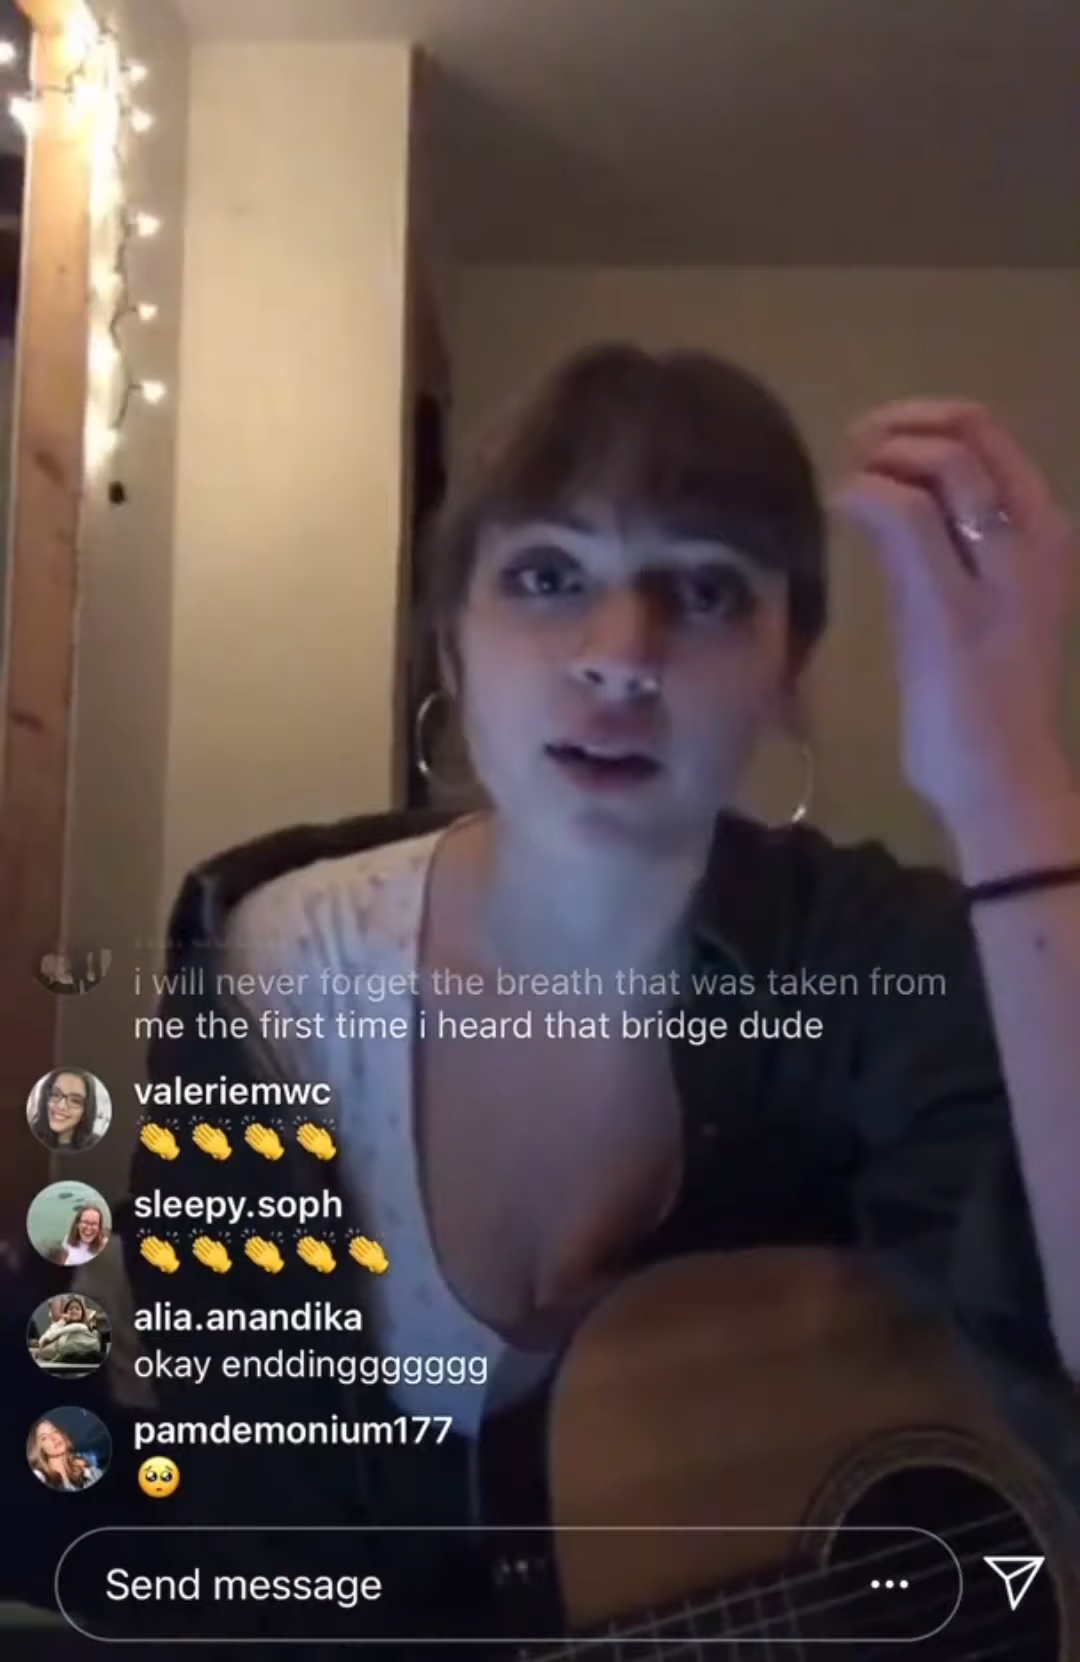 i will never forget the breath that was taken from
me the first time i heard that bridge dude
valeriemwc
👏👏👏👏
sleepy.soph
👏👏👏👏👏
alia.anandika
okay enddinggggggg
pamdemonium177
🥺
Send message